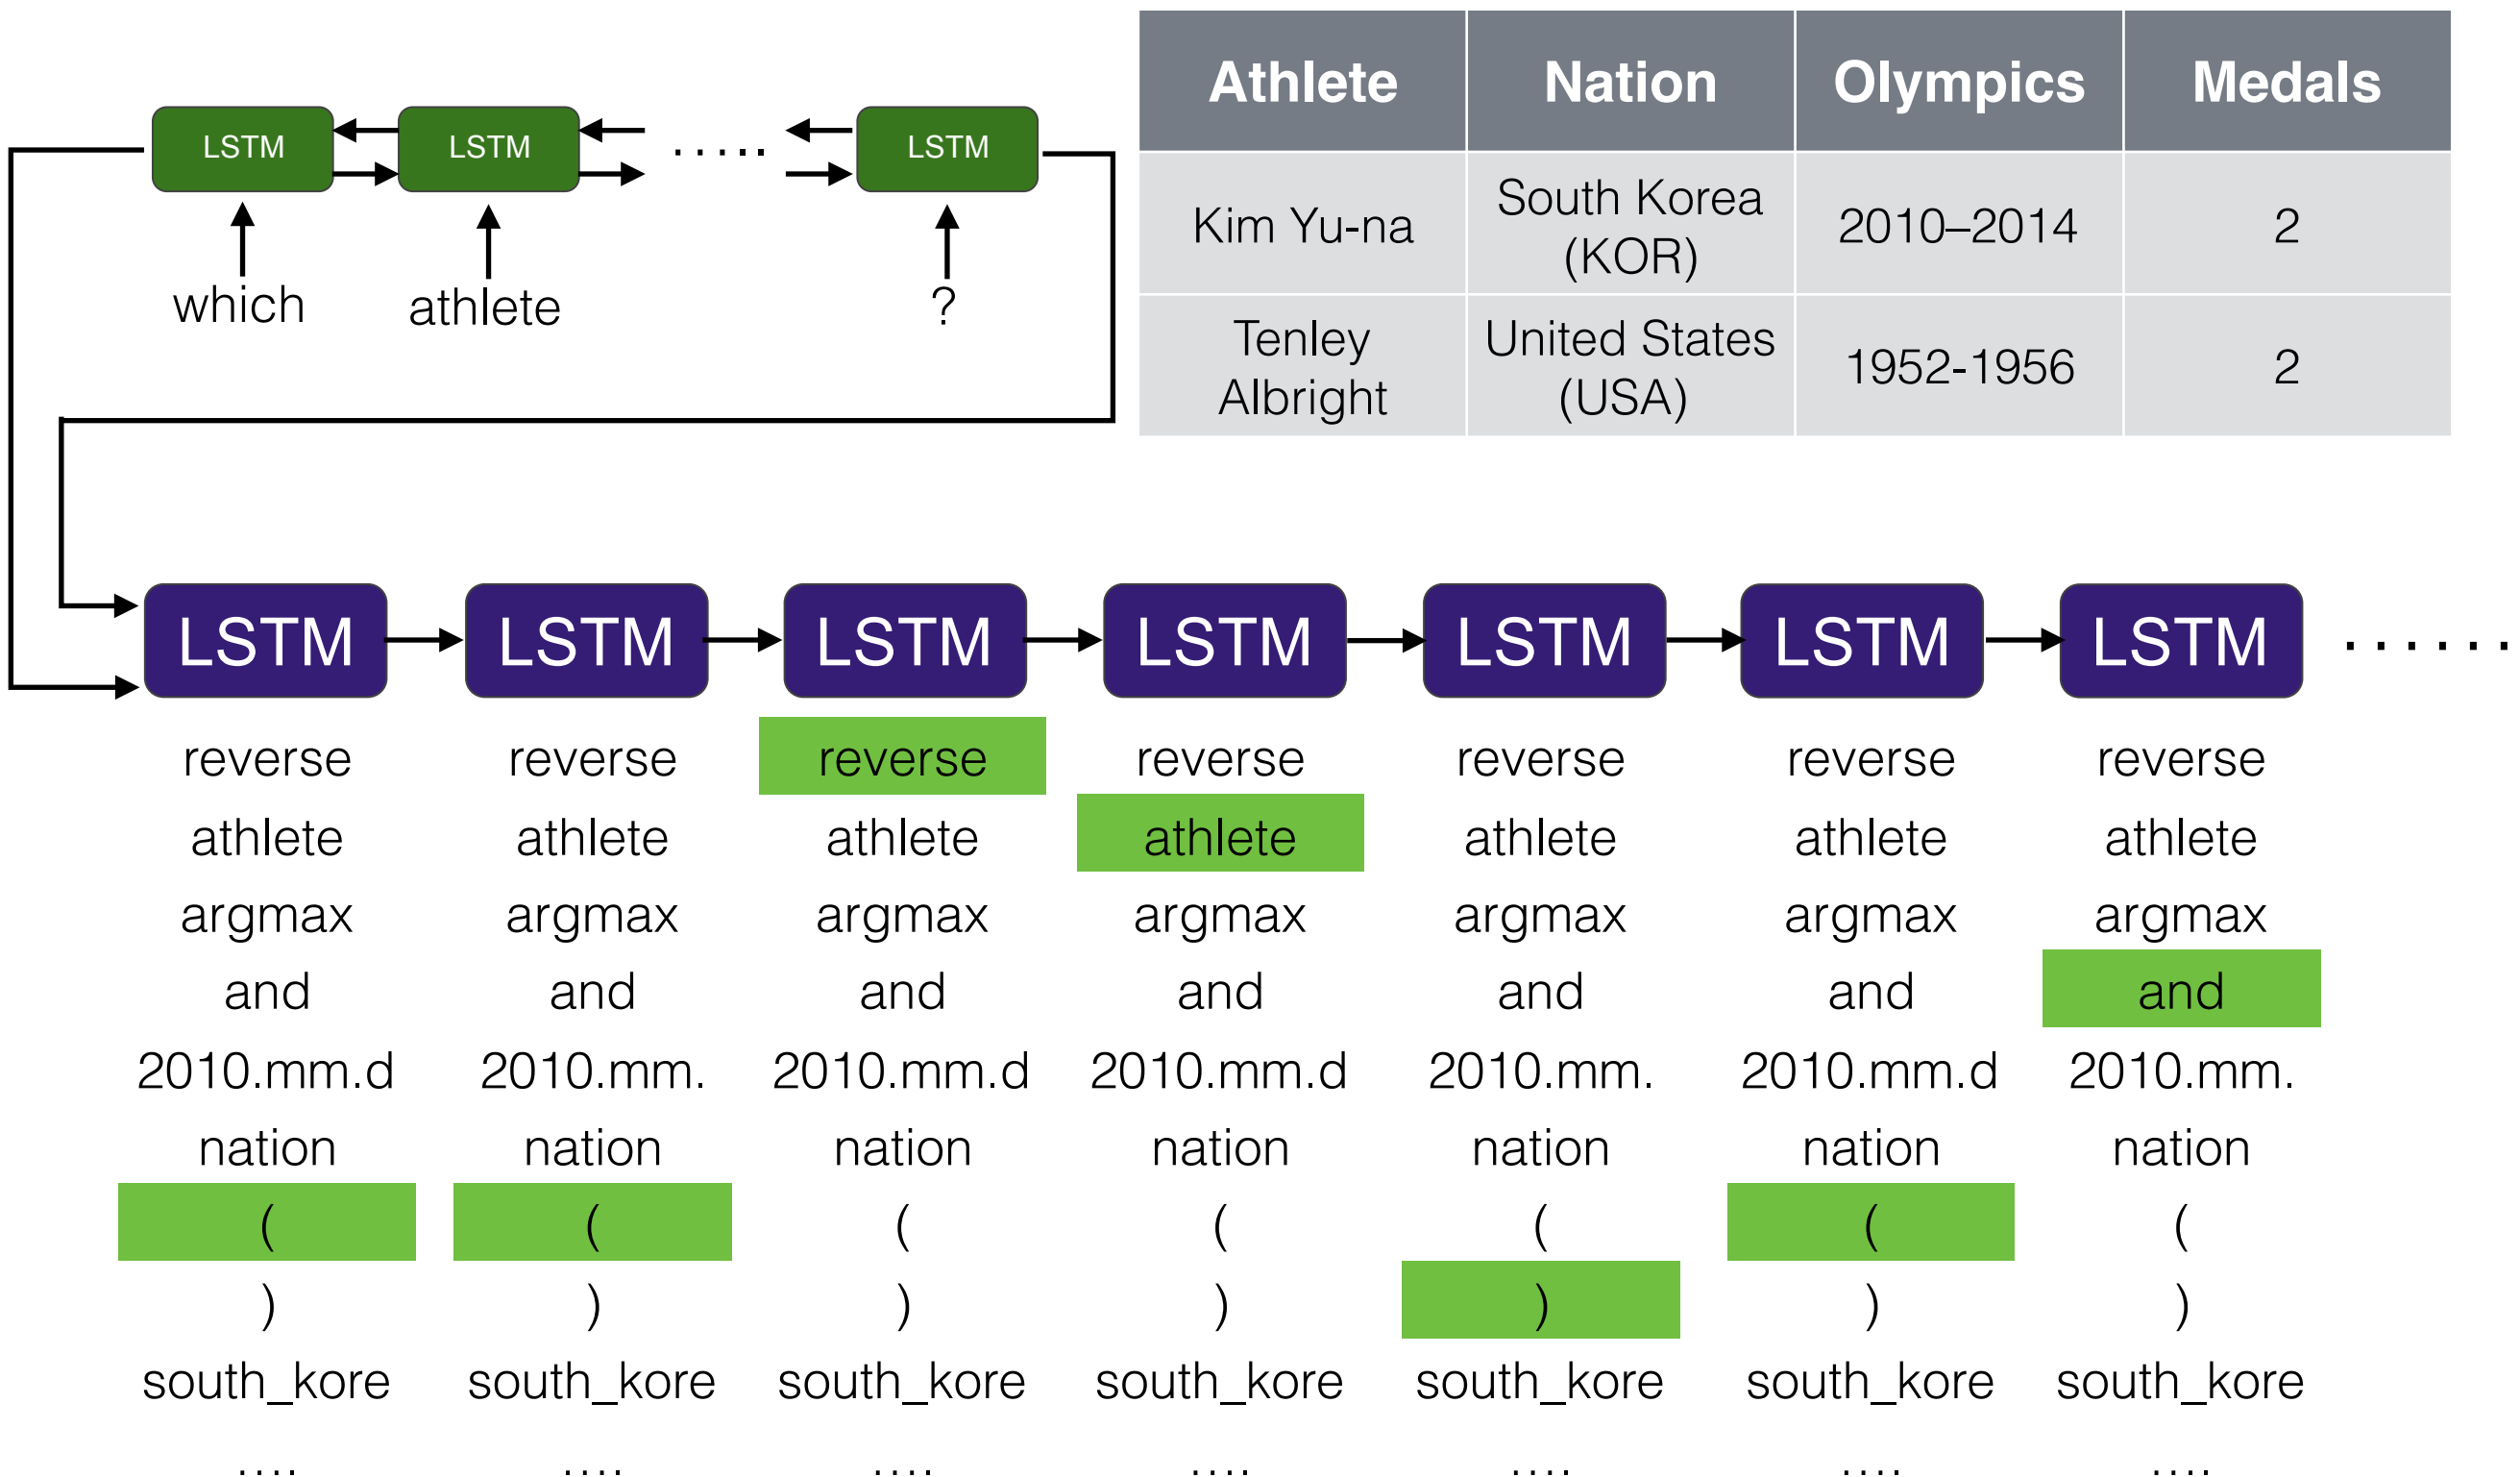 Athlete Nation Olympics Medals
Kim Yu-na South Korea (KOR) 2010–2014 2
Tenley Albright United States (USA) 1952-1956 2
LSTM LSTM ..... LSTM
which athlete ?
LSTM LSTM LSTM LSTM LSTM LSTM LSTM ......
reverse reverse reverse reverse reverse reverse reverse
athlete athlete athlete athlete athlete athlete athlete
argmax argmax argmax argmax argmax argmax argmax
and and and and and and and
2010.mm.d 2010.mm. 2010.mm.d 2010.mm.d 2010.mm. 2010.mm.d 2010.mm.
nation nation nation nation nation nation nation
( ( ( ( ( ( (
) ) ) ) ) ) )
south_kore south_kore south_kore south_kore south_kore south_kore south_kore
.... .... .... .... .... .... ....